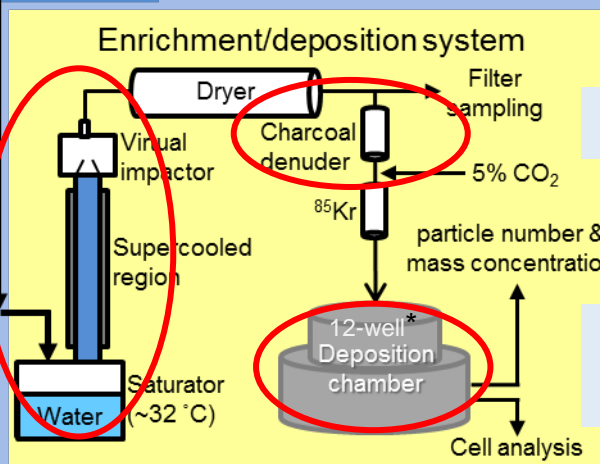 Enrichment/deposition system
Dryer
Filter
sampling
Charcoal
denuder
Virtual
impactor
5% CO₂
⁸⁵Kr
particle number &
mass concentratio
Supercooled
region
12-well*
Deposition
chamber
Saturator
(~32 ˚C)
Water
Cell analysis